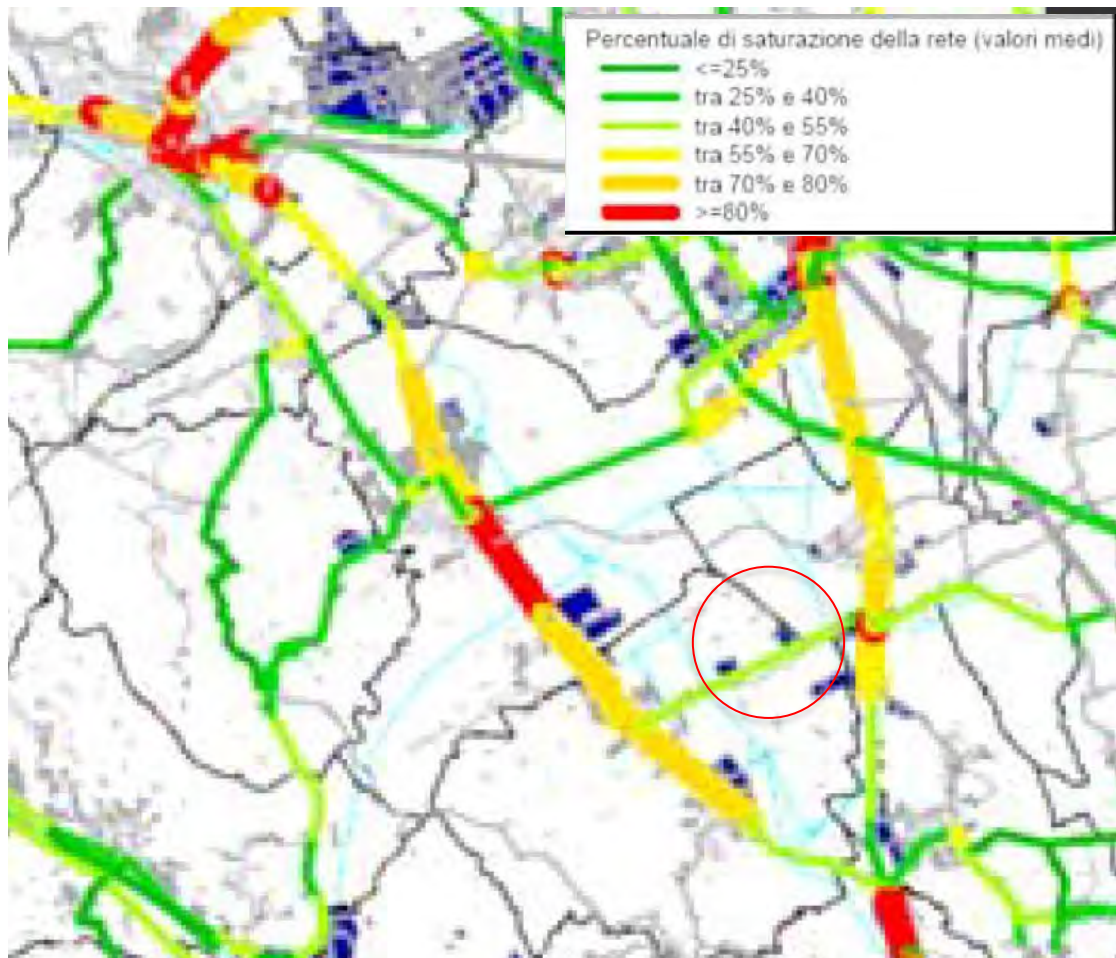 Percentuale di saturazione della rete (valori medi)
<=25%
tra 25% e 40%
tra 40% e 55%
tra 55% e 70%
tra 70% e 80%
>=80%